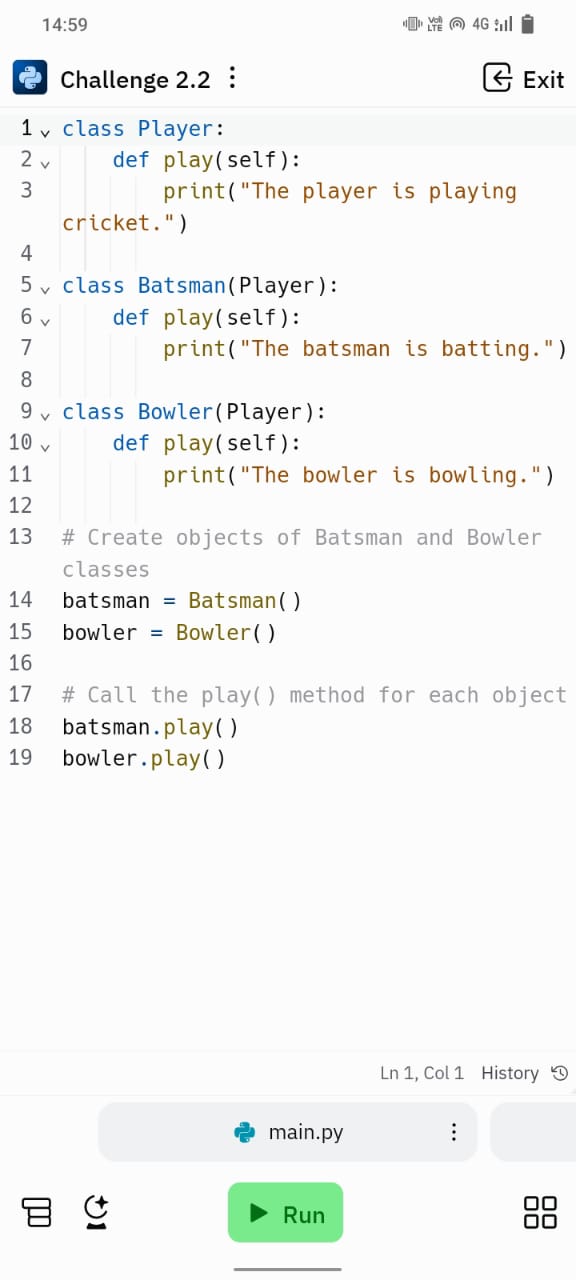 14:59 Vo) LTE 4G
Challenge 2.2 Exit
1 class Player:
2     def play(self):
3         print("The player is playing
cricket.")
4
5 class Batsman(Player):
6     def play(self):
7         print("The batsman is batting.")
8
9 class Bowler(Player):
10     def play(self):
11         print("The bowler is bowling.")
12
13 # Create objects of Batsman and Bowler
classes
14 batsman = Batsman()
15 bowler = Bowler()
16
17 # Call the play() method for each object
18 batsman.play()
19 bowler.play()
Ln 1, Col 1 History
main.py
Run